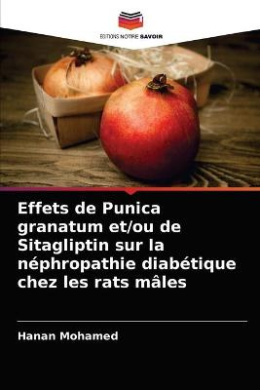 EDITIONS NOTRE SAVOIR
Effets de Punica
granatum et/ou de
Sitagliptin sur la
néphropathie diabétique
chez les rats mâles
Hanan Mohamed